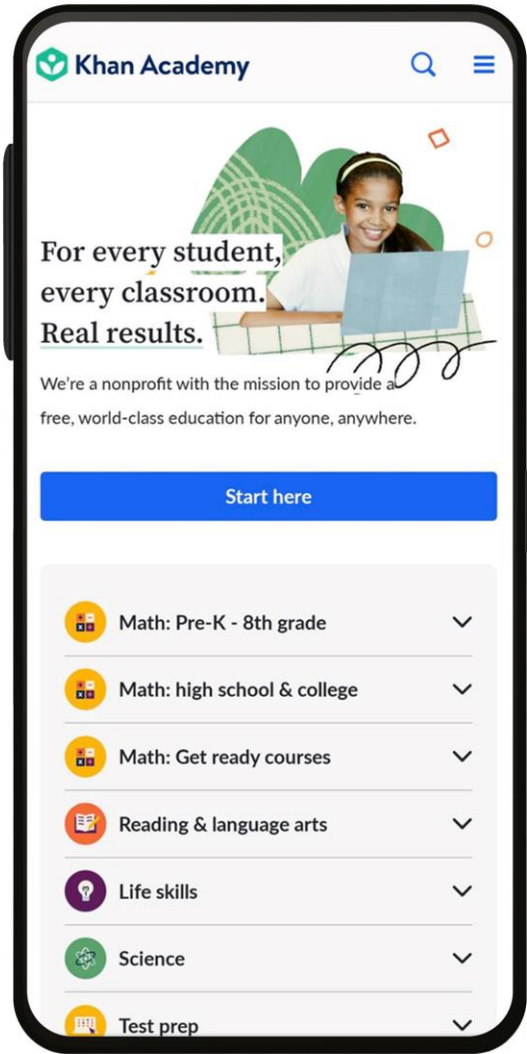 Khan Academy
For every student,
every classroom.
Real results.
We're a nonprofit with the mission to provide a
free, world-class education for anyone, anywhere.
Start here
Math: Pre-K - 8th grade
Math: high school & college
Math: Get ready courses
Reading & language arts
Life skills
Science
Test prep